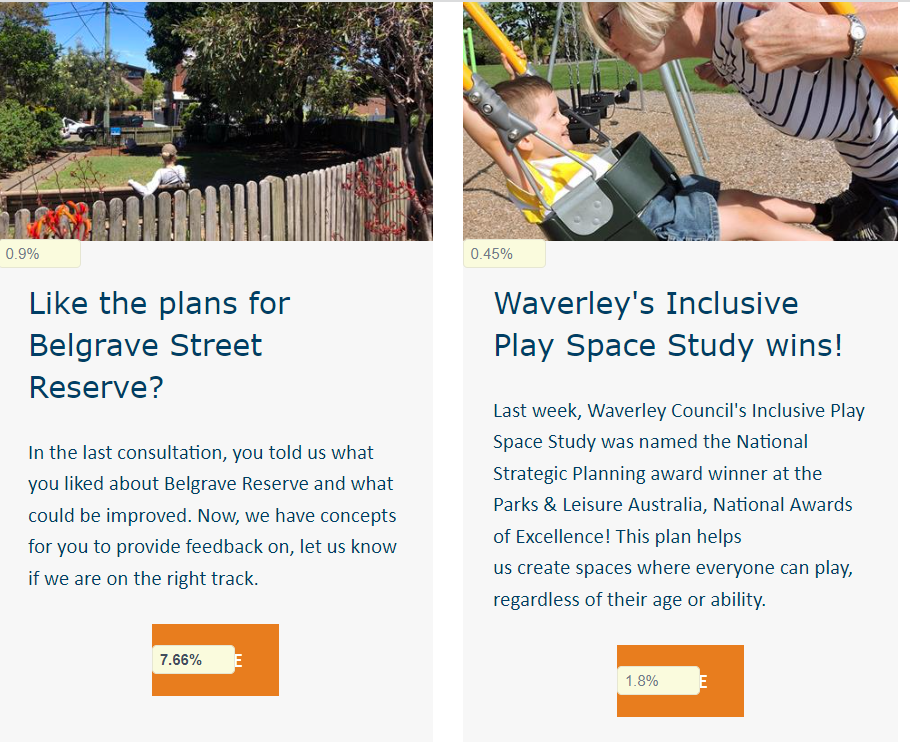 0.9%
Like the plans for
Belgrave Street
Reserve?
In the last consultation, you told us what
you liked about Belgrave Reserve and what
could be improved. Now, we have concepts
for you to provide feedback on, let us know
if we are on the right track.
7.66%
0.45%
Waverley's Inclusive
Play Space Study wins!
Last week, Waverley Council's Inclusive Play
Space Study was named the National
Strategic Planning award winner at the
Parks & Leisure Australia, National Awards
of Excellence! This plan helps
us create spaces where everyone can play,
regardless of their age or ability.
1.8%